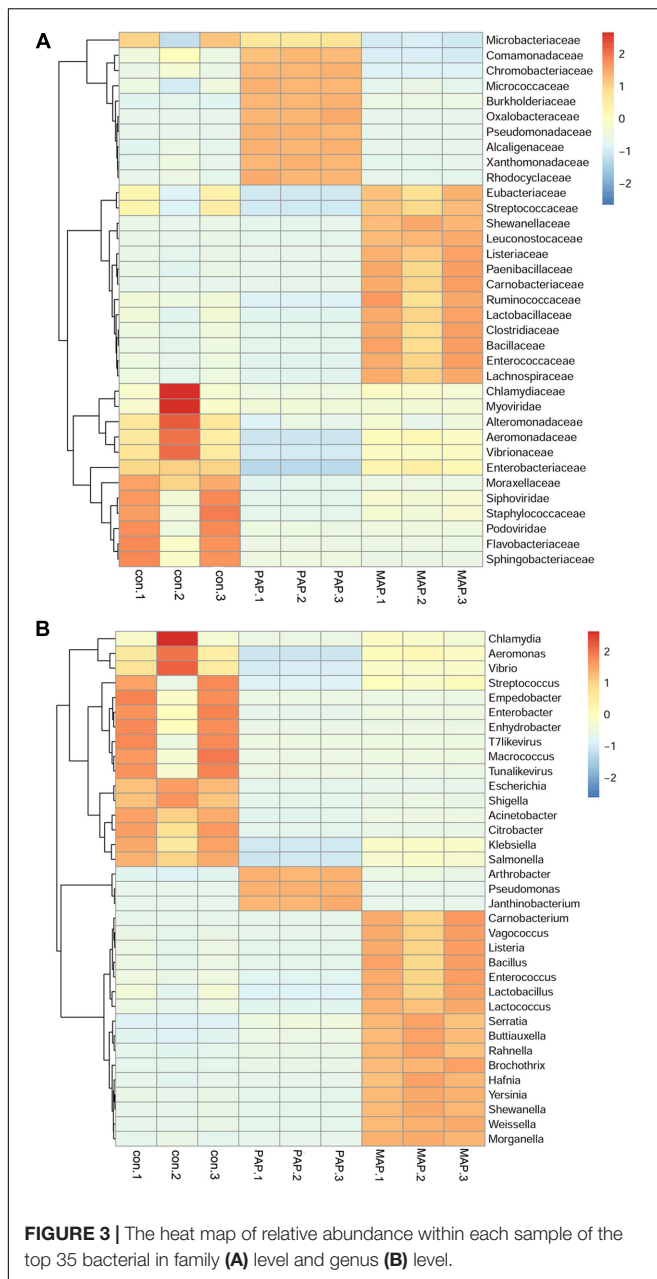 A
Microbacteriaceae
Comamonadaceae
Chromobacteriaceae
Micrococcaceae
Burkholderiaceae
Oxalobacteraceae
Pseudomonadaceae
Alcaligenaceae
Xanthomonadaceae
Rhodocyclaceae
Eubacteriaceae
Streptococcaceae
Shewanellaceae
Leuconostocaceae
Listeriaceae
Paenibacillaceae
Carnobacteriaceae
Ruminococcaceae
Lactobacillaceae
Clostridiaceae
Bacillaceae
Enterococcaceae
Lachnospiraceae
Chlamydiaceae
Myoviridae
Alteromonadaceae
Aeromonadaceae
Vibrionaceae
Enterobacteriaceae
Moraxellaceae
Siphoviridae
Staphylococcaceae
Podoviridae
Flavobacteriaceae
Sphingobacteriaceae
2
1
0
-1
-2
con.1 con.2 con.3 PAP.1 PAP.2 PAP.3 MAP.1 MAP.2 MAP.3
B
Chlamydia
Aeromonas
Vibrio
Streptococcus
Empedobacter
Enterobacter
Enhydrobacter
T7likevirus
Macrococcus
Tunalikevirus
Escherichia
Shigella
Acinetobacter
Citrobacter
Klebsiella
Salmonella
Arthrobacter
Pseudomonas
Janthinobacterium
Carnobacterium
Vagococcus
Listeria
Bacillus
Enterococcus
Lactobacillus
Lactococcus
Serratia
Buttiauxella
Rahnella
Brochothrix
Hafnia
Yersinia
Shewanella
Weissella
Morganella
2
1
0
-1
-2
con.1 con.2 con.3 PAP.1 PAP.2 PAP.3 MAP.1 MAP.2 MAP.3
FIGURE 3 | The heat map of relative abundance within each sample of the
top 35 bacterial in family (A) level and genus (B) level.